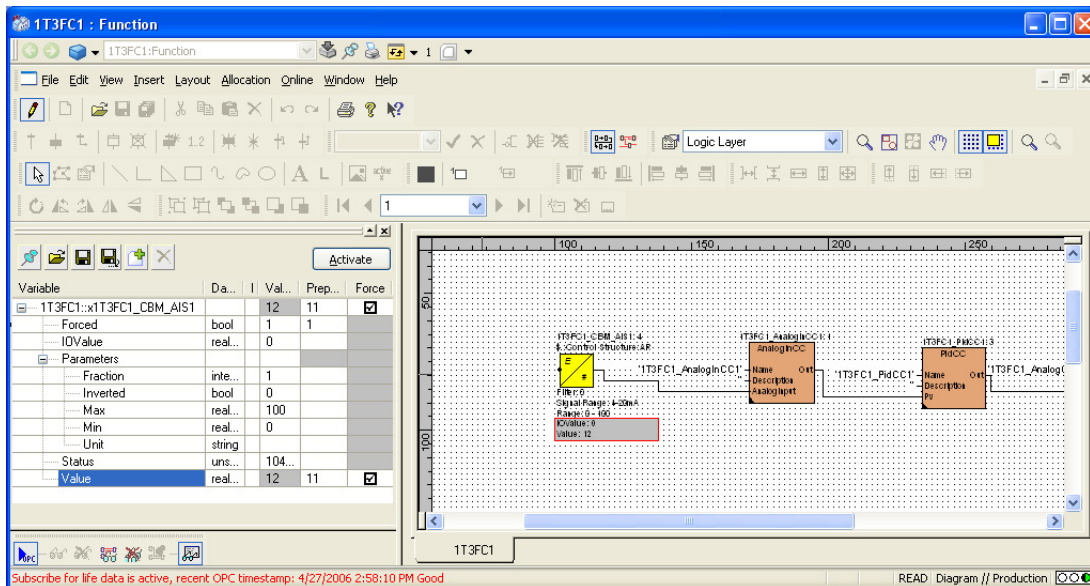 1T3FC1 : Function
1T3FC1:Function
1
File Edit View Insert Layout Allocation Online Window Help
1.2
Logic Layer
A L
active
1
Activate
Variable Da... I Val... Prep... Force
1T3FC1::x1T3FC1_CBM_AIS1 12 11
Forced bool 1 1
IOValue real... 0
Parameters
Fraction inte... 1
Inverted bool 0
Max real... 100
Min real... 0
Unit string
Status uns... 104...
Value real... 12 11
OPC
100 150 200 250
50
100
1T3FC1_CBM_AIS1:4
Control Structure:AR
E
#
Filter: 0
Signal Range: 4-20mA
Range: 0 - 100
IOValue: 0
Value: 12
'1T3FC1_AnalogInCC1'
1T3FC1_AnalogInCC1:1
AnalogInCC
Name Out
Description
AnalogInput
'1T3FC1_PidCC1'
1T3FC1_PidCC1:3
PidCC
Name Out
Description
Pv
1T3FC1
Subscribe for life data is active, recent OPC timestamp: 4/27/2006 2:58:10 PM Good
READ Diagram // Production